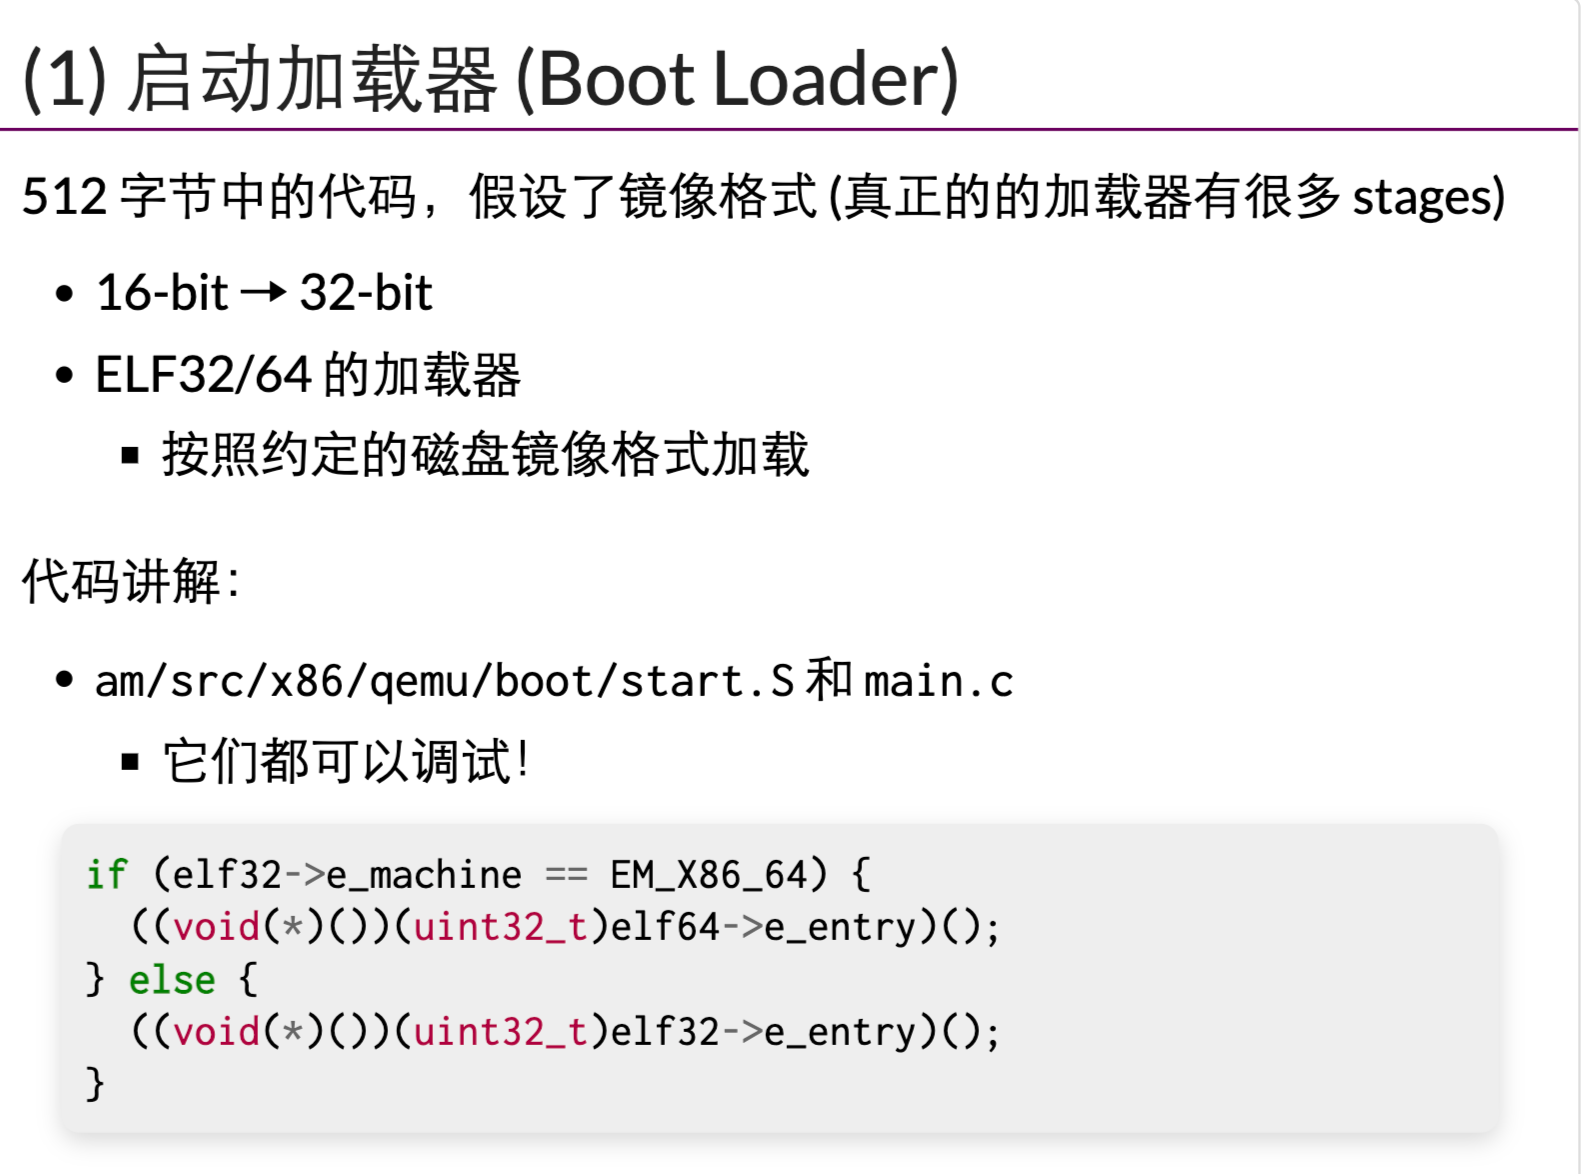 (1) 启动加载器 (Boot Loader)
512 字节中的代码，假设了镜像格式 (真正的的加载器有很多 stages)
• 16-bit → 32-bit
• ELF32/64 的加载器
▪ 按照约定的磁盘镜像格式加载
代码讲解：
• am/src/x86/qemu/boot/start.S 和 main.c
▪ 它们都可以调试！
if (elf32->e_machine == EM_X86_64) {
  ((void(*)())(uint32_t)elf64->e_entry)();
} else {
  ((void(*)())(uint32_t)elf32->e_entry)();
}